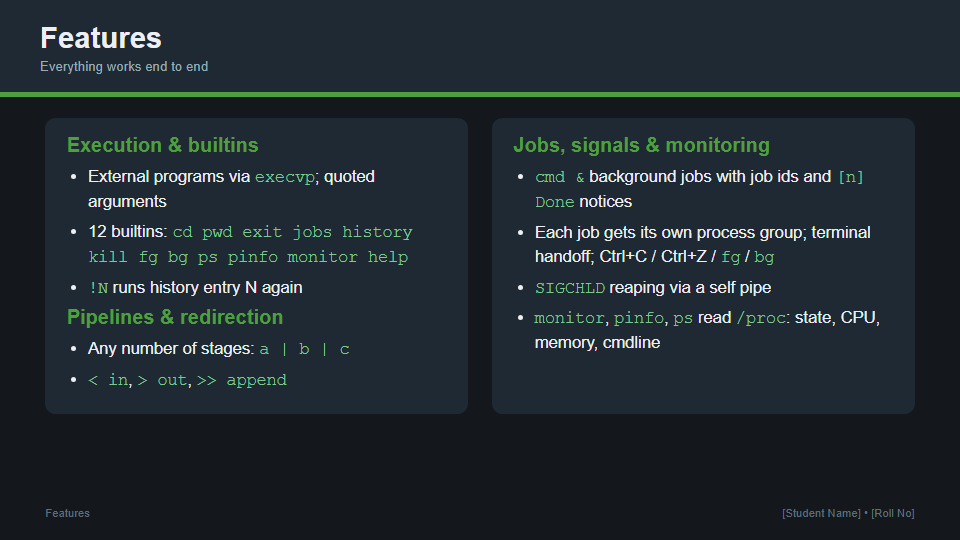 Features
Everything works end to end
Execution & builtins
• External programs via execvp; quoted
arguments
• 12 builtins: cd pwd exit jobs history
kill fg bg ps pinfo monitor help
• !N runs history entry N again
Pipelines & redirection
• Any number of stages: a | b | c
• < in, > out, >> append
Jobs, signals & monitoring
• cmd & background jobs with job ids and [n]
Done notices
• Each job gets its own process group; terminal
handoff; Ctrl+C / Ctrl+Z / fg / bg
• SIGCHLD reaping via a self pipe
• monitor, pinfo, ps read /proc: state, CPU,
memory, cmdline
Features
[Student Name] • [Roll No]